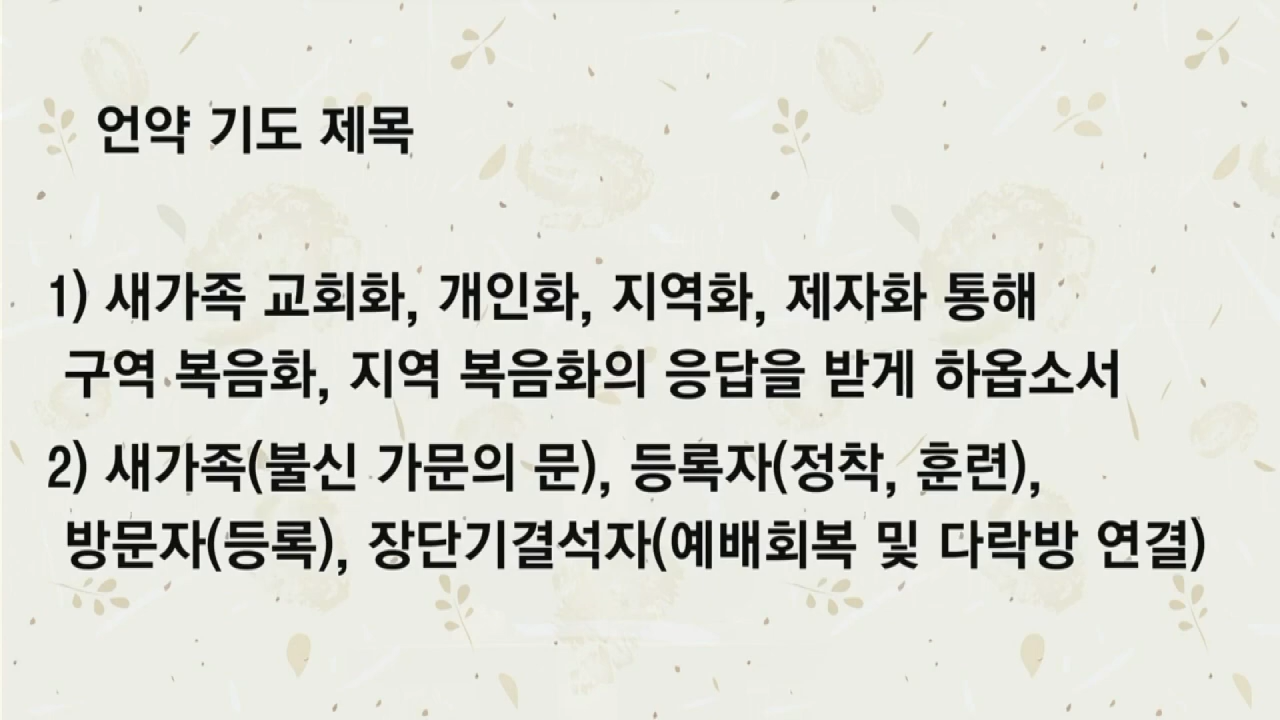 언약 기도 제목
1) 새가족 교회화, 개인화, 지역화, 제자화 통해
구역 복음화, 지역 복음화의 응답을 받게 하옵소서
2) 새가족(불신 가문의 문), 등록자(정착, 훈련),
방문자(등록), 장단기결석자(예배회복 및 다락방 연결)